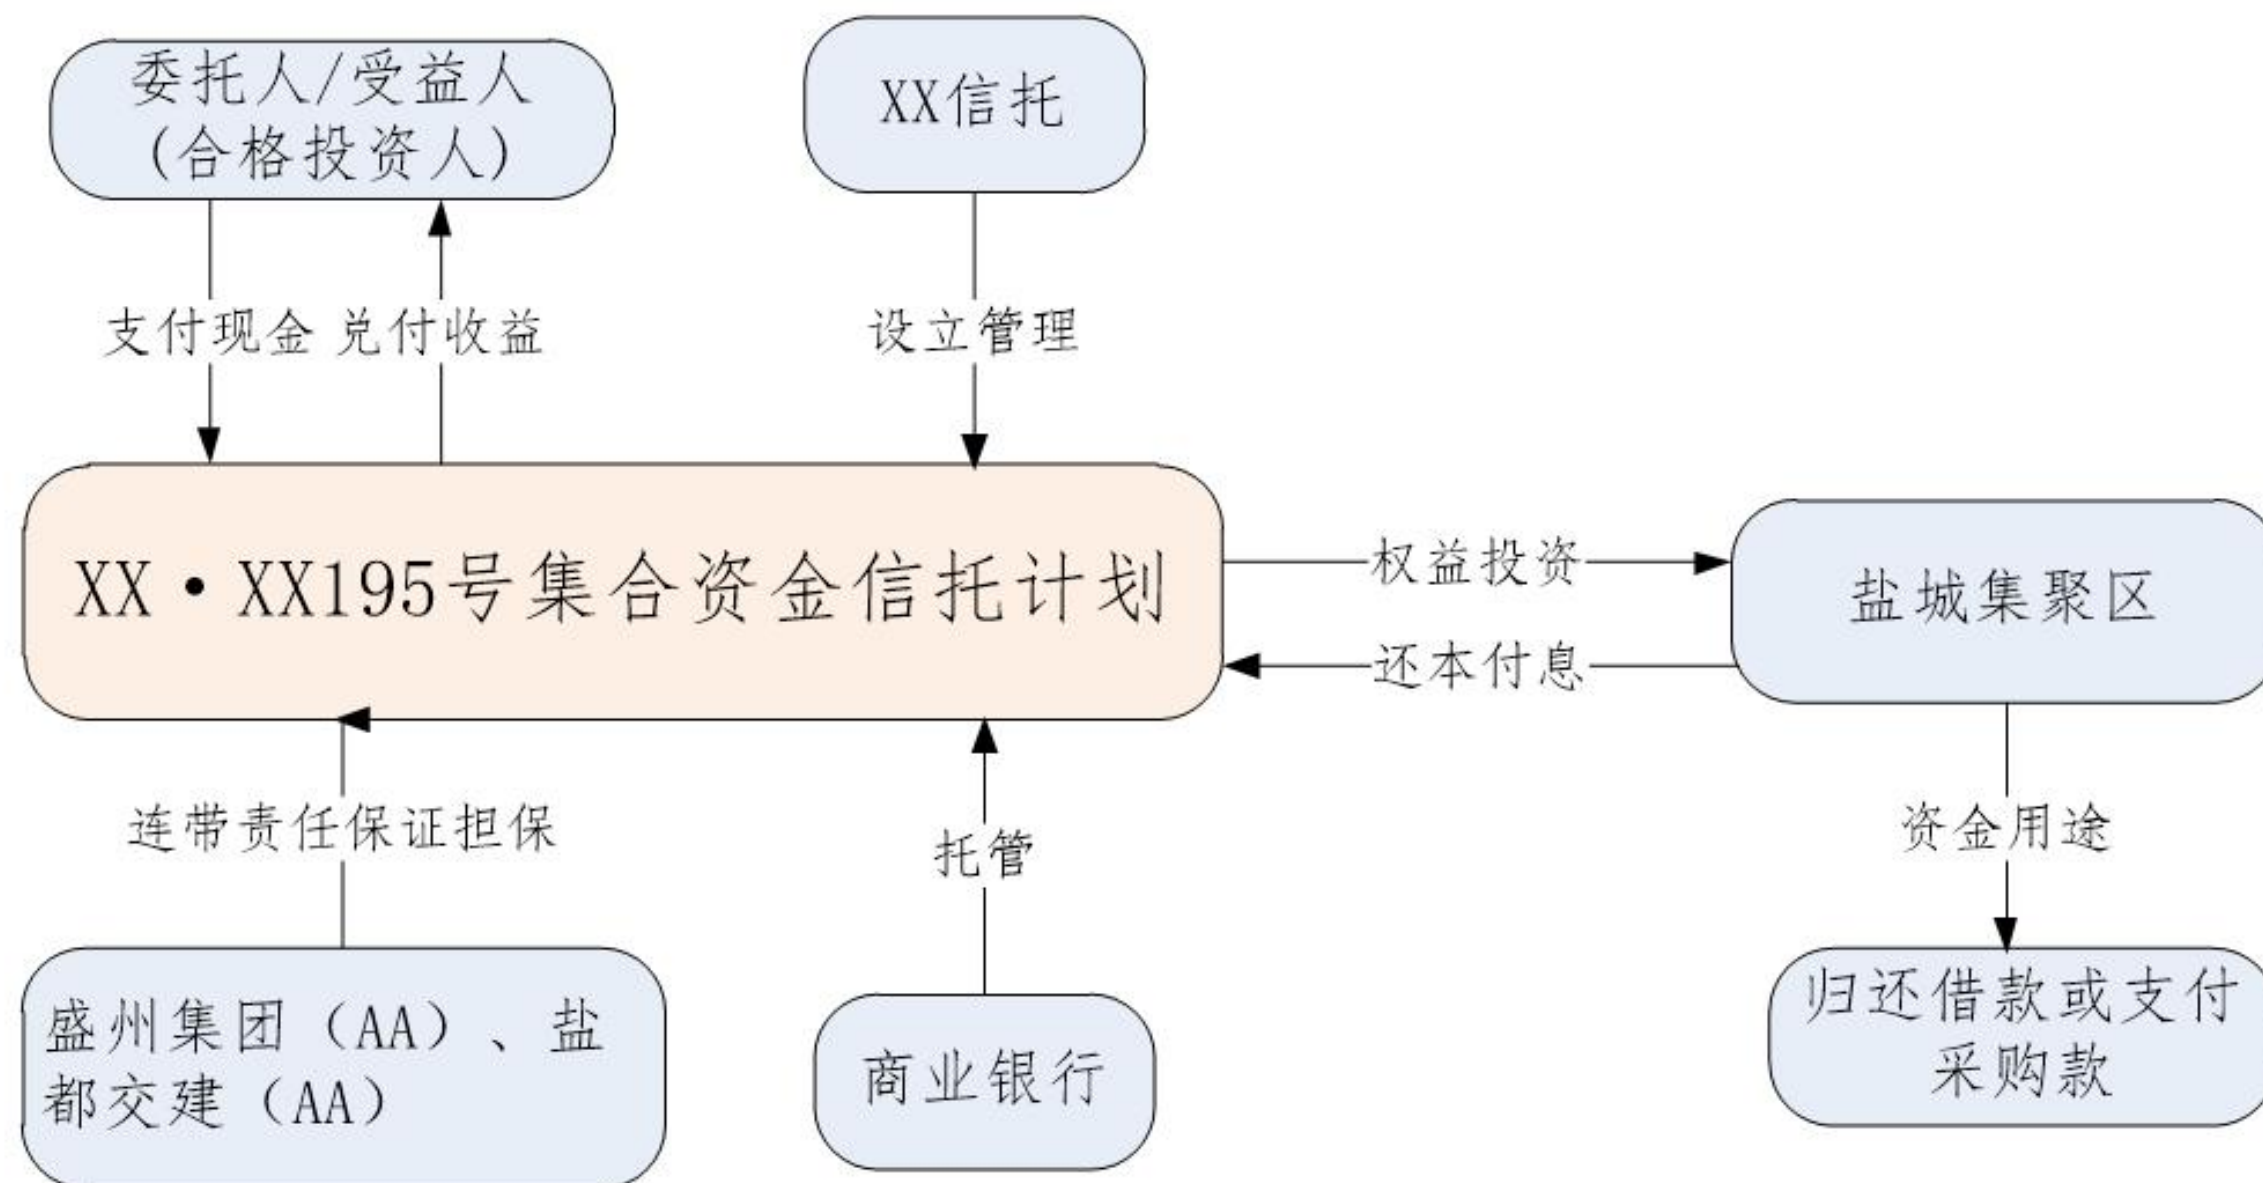 委托人/受益人
(合格投资人)
XX信托
支付现金
兑付收益
设立管理
XX·XX195号集合资金信托计划
权益投资
还本付息
盐城集聚区
连带责任保证担保
托管
资金用途
盛州集团（AA）、盐
都交建（AA）
商业银行
归还借款或支付
采购款